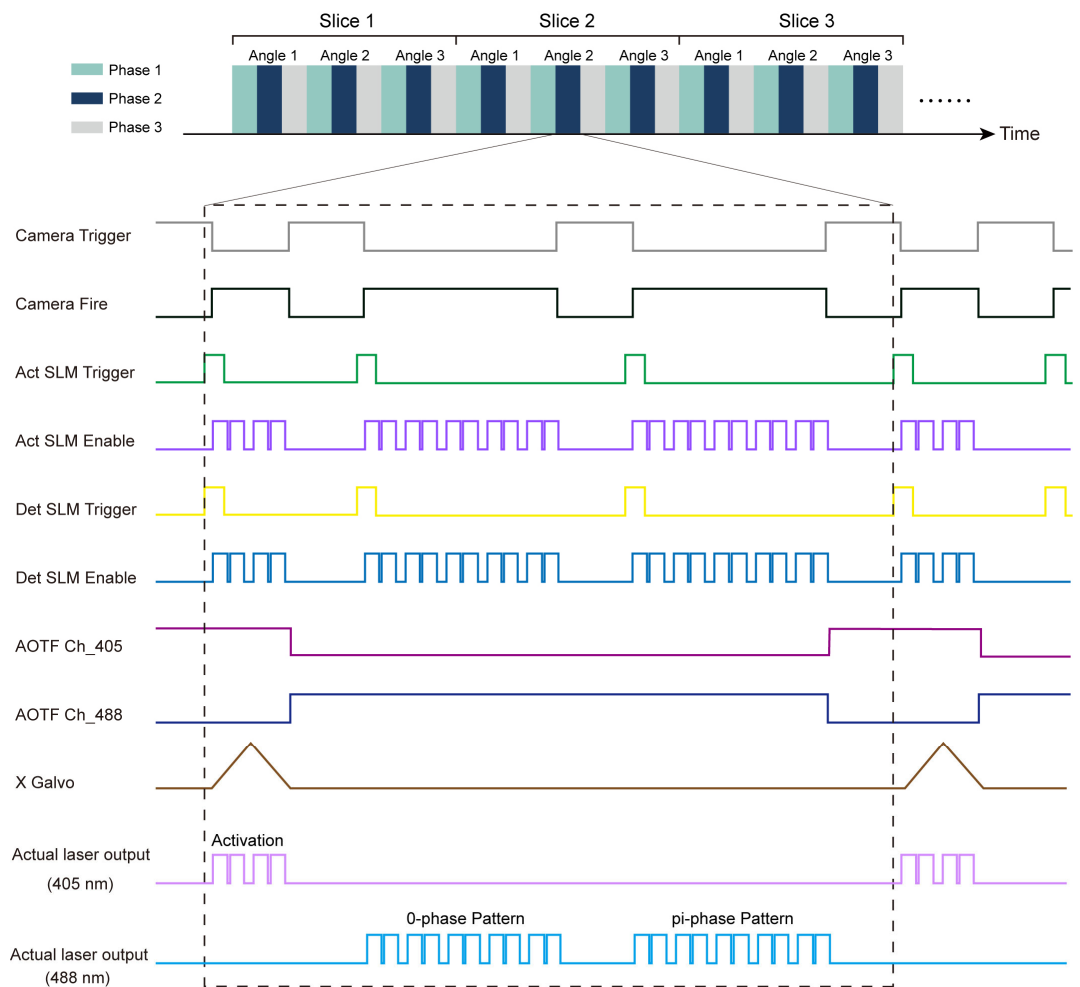 Slice 1 Slice 2 Slice 3
Angle 1 Angle 2 Angle 3 Angle 1 Angle 2 Angle 3 Angle 1 Angle 2 Angle 3
Phase 1
Phase 2
Phase 3
......
Time
Camera Trigger
Camera Fire
Act SLM Trigger
Act SLM Enable
Det SLM Trigger
Det SLM Enable
AOTF Ch_405
AOTF Ch_488
X Galvo
Activation
Actual laser output
(405 nm)
0-phase Pattern pi-phase Pattern
Actual laser output
(488 nm)